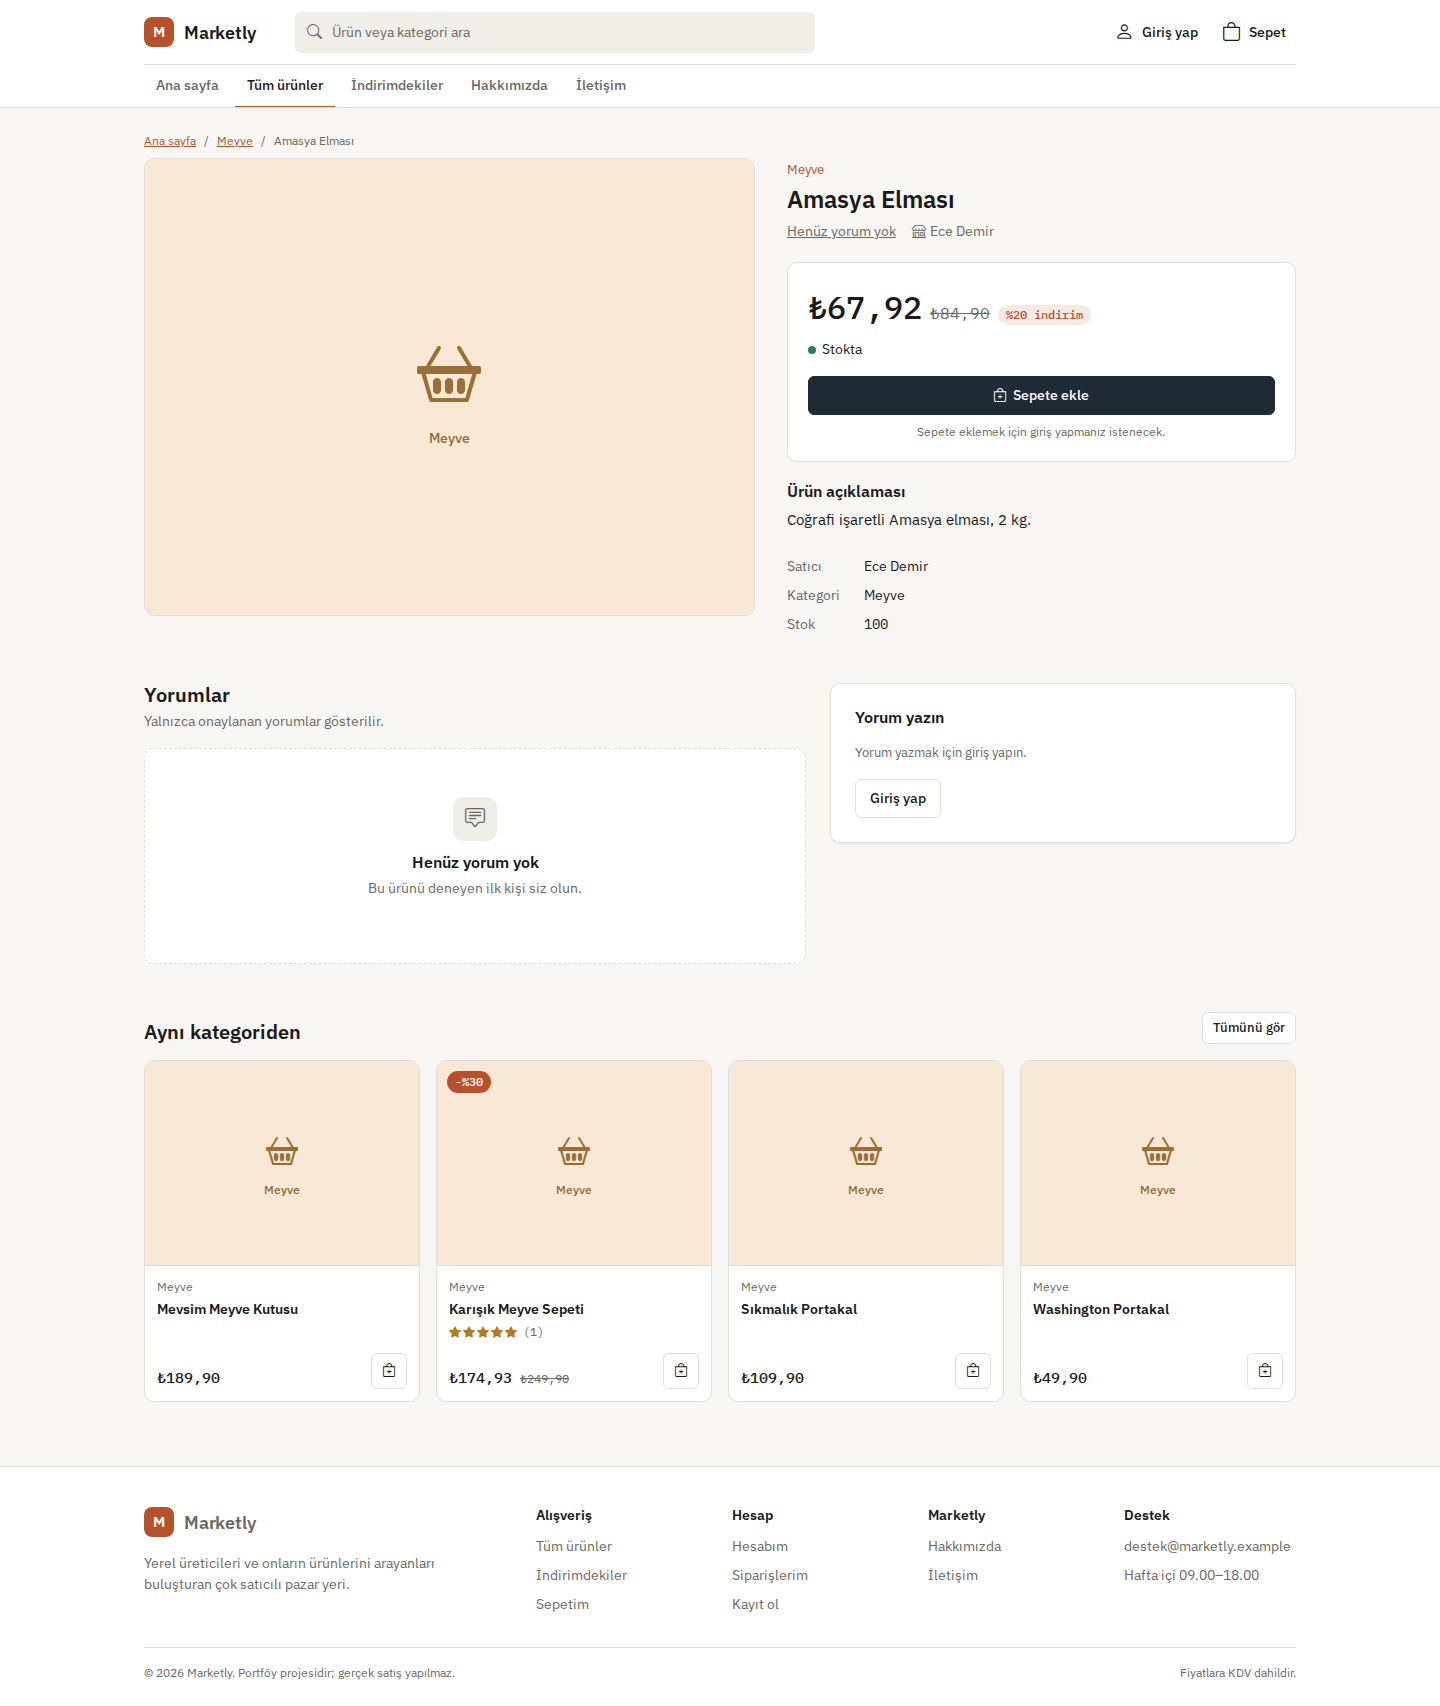 M Marketly
Ürün veya kategori ara
Giriş yap
Sepet
Ana sayfa
Tüm ürünler
İndirimdekiler
Hakkımızda
İletişim
Ana sayfa / Meyve / Amasya Elması
Meyve
Meyve
Amasya Elması
Henüz yorum yok
Ece Demir
₺67,92 ₺84,90 %20 indirim
Stokta
Sepete ekle
Sepete eklemek için giriş yapmanız istenecek.
Ürün açıklaması
Coğrafi işaretli Amasya elması, 2 kg.
Satıcı Ece Demir
Kategori Meyve
Stok 100
Yorumlar
Yalnızca onaylanan yorumlar gösterilir.
Henüz yorum yok
Bu ürünü deneyen ilk kişi siz olun.
Yorum yazın
Yorum yazmak için giriş yapın.
Giriş yap
Aynı kategoriden
Tümünü gör
Meyve
Meyve
Mevsim Meyve Kutusu
₺189,90
-%30
Meyve
Meyve
Karışık Meyve Sepeti
(1)
₺174,93 ₺249,90
Meyve
Meyve
Sıkmalık Portakal
₺109,90
Meyve
Meyve
Washington Portakal
₺49,90
M Marketly
Yerel üreticileri ve onların ürünlerini arayanları
buluşturan çok satıcılı pazar yeri.
Alışveriş
Tüm ürünler
İndirimdekiler
Sepetim
Hesap
Hesabım
Siparişlerim
Kayıt ol
Marketly
Hakkımızda
İletişim
Destek
destek@marketly.example
Hafta içi 09.00–18.00
© 2026 Marketly. Portföy projesidir; gerçek satış yapılmaz.
Fiyatlara KDV dahildir.